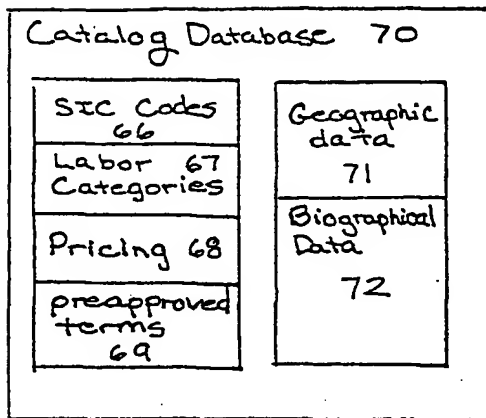 Catalog Database 70
SIC Codes
66
Labor 67
Categories
Pricing 68
preapproved
terms
69
Geographic
data
71
Biographical
Data
72